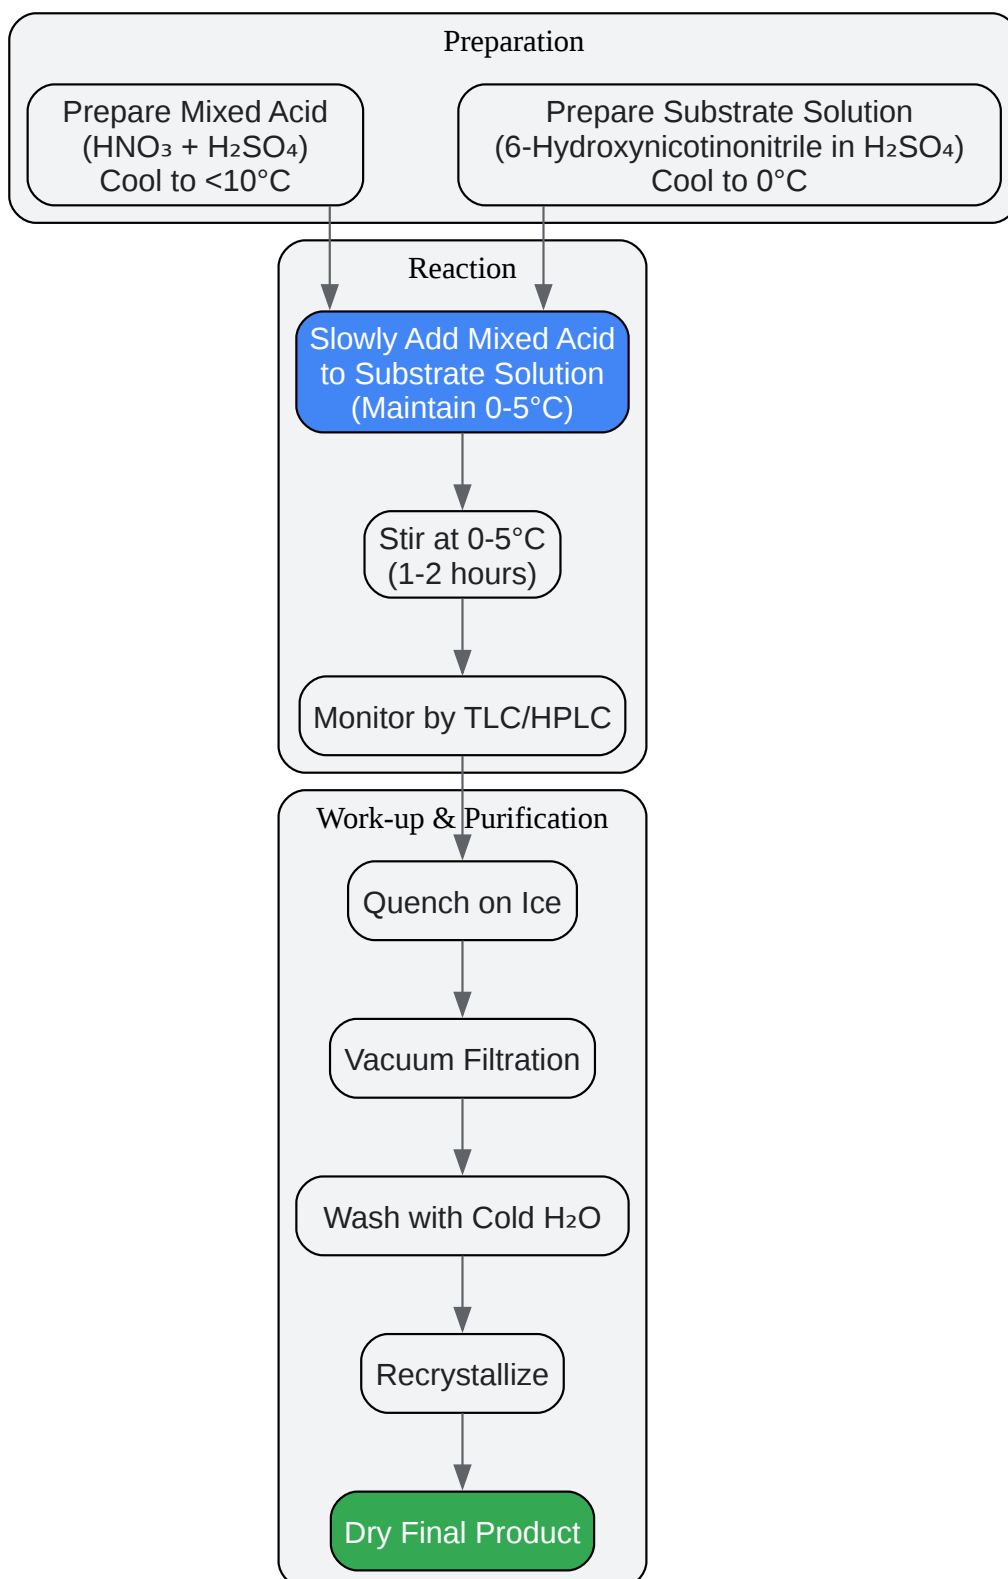 Preparation
Prepare Mixed Acid
(HNO₃ + H₂SO₄)
Cool to <10°C
Prepare Substrate Solution
(6-Hydroxynicotinonitrile in H₂SO₄)
Cool to 0°C
Reaction
Slowly Add Mixed Acid
to Substrate Solution
(Maintain 0-5°C)
Stir at 0-5°C
(1-2 hours)
Monitor by TLC/HPLC
Work-up & Purification
Quench on Ice
Vacuum Filtration
Wash with Cold H₂O
Recrystallize
Dry Final Product